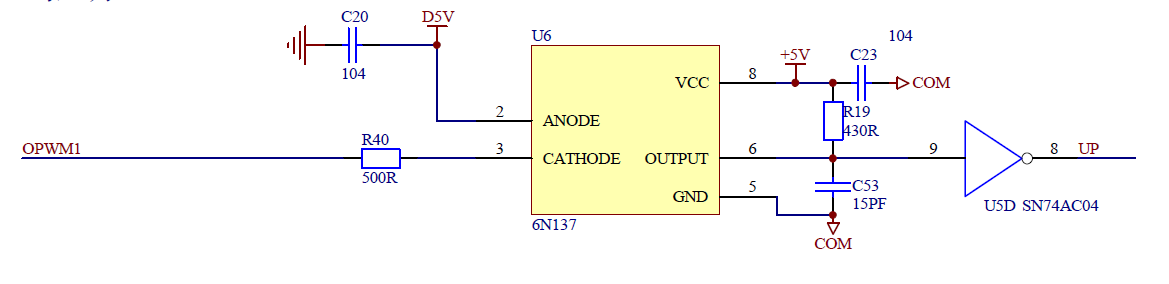 C20
D5V
104
U6
+5V
104
C23
VCC
8
COM
R19
430R
2
ANODE
OPWM1
R40
500R
3
CATHODE
OUTPUT
6
9
8
UP
C53
15PF
GND
5
U5D SN74AC04
6N137
COM